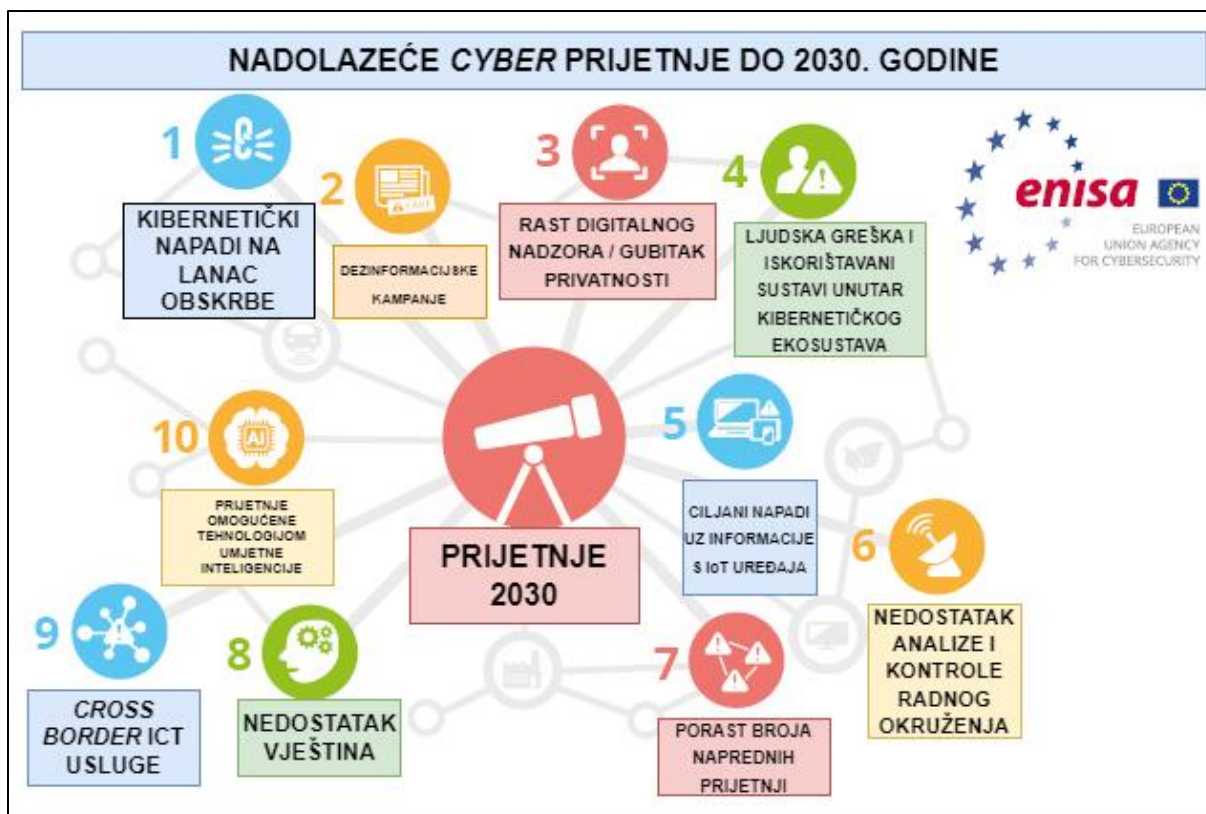 NADOLAZEĆE CYBER PRIJETNJE DO 2030. GODINE
1
KIBERNETIČKI
NAPADI NA
LANAC
OBSKRBE
2
DEZINFORMACIJSKE
KAMPANJE
3
RAST DIGITALNOG
NADZORA / GUBITAK
PRIVATNOSTI
4
LJUDSKA GREŠKA I
ISKORIŠTAVANI
SUSTAVI UNUTAR
KIBERNETIČKOG
EKOSUSTAVA
enisa
EUROPEAN
UNION AGENCY
FOR CYBERSECURITY
10
AI
PRIJETNJE
OMOGUĆENE
TEHNOLOGIJOM
UMJETNE
INTELIGENCIJE
PRIJETNJE
2030
5
CILJANI NAPADI
UZ INFORMACIJE
S IoT UREĐAJA
6
NEDOSTATAK
ANALIZE I
KONTROLE
RADNOG
OKRUŽENJA
9
CROSS
BORDER ICT
USLUGE
8
NEDOSTATAK
VJEŠTINA
7
PORAST BROJA
NAPREDNIH
PRIJETNJI